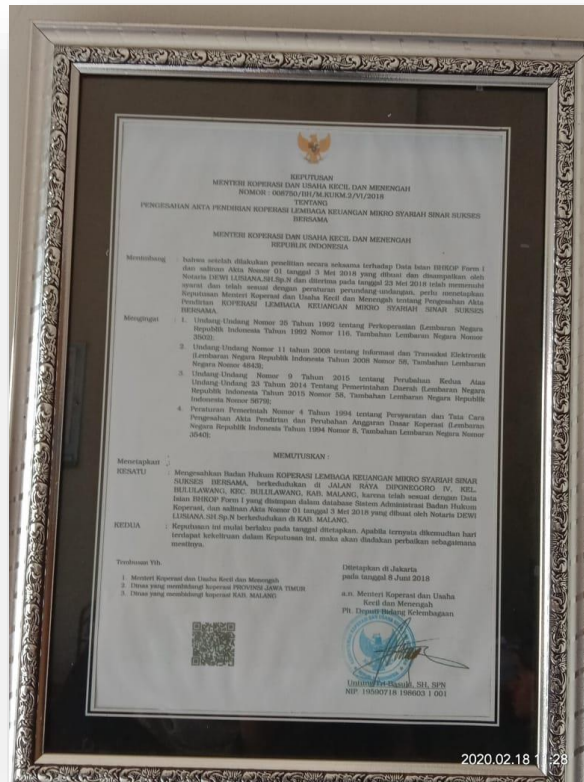 KEPUTUSAN
MENTERI KOPERASI DAN USAHA KECIL DAN MENENGAH
NOMOR : 008750/BH/M.KUKM.2/VI/2018
TENTANG
PENGESAHAN AKTA PENDIRIAN KOPERASI LEMBAGA KEUANGAN MIKRO SYARIAH SINAR SUKSES
BERSAMA
MENTERI KOPERASI DAN USAHA KECIL DAN MENENGAH
REPUBLIK INDONESIA
Menimbang : bahwa setelah dilakukan penelitian secara seksama terhadap Data Isian BHKOP Form I
dan salinan Akta Nomor 01 tanggal 3 Mei 2018 yang dibuat dan disampaikan oleh
Notaris DEWI LUSIANA.SH.Sp.N dan diterima pada tanggal 23 Mei 2018 telah memenuhi
syarat dan telah sesuai dengan peraturan perundang-undangan, perlu menetapkan
Keputusan Menteri Koperasi dan Usaha Kecil dan Menengah tentang Pengesahan Akta
Pendirian KOPERASI LEMBAGA KEUANGAN MIKRO SYARIAH SINAR SUKSES
BERSAMA.
Mengingat : 1. Undang-Undang Nomor 25 Tahun 1992 tentang Perkoperasian (Lembaran Negara
Republik Indonesia Tahun 1992 Nomor 116, Tambahan Lembaran Negara Nomor
3502);
2. Undang-Undang Nomor 11 tahun 2008 tentang Informasi dan Transaksi Elektronik
(Lembaran Negara Republik Indonesia Tahun 2008 Nomor 58, Tambahan Lembaran
Negara Nomor 4843);
3. Undang-Undang Nomor 9 Tahun 2015 tentang Perubahan Kedua Atas
Undang-Undang 23 Tahun 2014 Tentang Pemerintahan Daerah (Lembaran Negara
Republik Indonesia Tahun 2015 Nomor 58, Tambahan Lembaran Negara Republik
Indonesia Nomor 5679);
4. Peraturan Pemerintah Nomor 4 Tahun 1994 tentang Persyaratan dan Tata Cara
Pengesahan Akta Pendirian dan Perubahan Anggaran Dasar Koperasi (Lembaran
Negara Republik Indonesia Tahun 1994 Nomor 8, Tambahan Lembaran Negara Nomor
3540);
MEMUTUSKAN :
Menetapkan :
KESATU : Mengesahkan Badan Hukum KOPERASI LEMBAGA KEUANGAN MIKRO SYARIAH SINAR
SUKSES BERSAMA, berkedudukan di JALAN RAYA DIPONEGORO IV, KEL.
BULULAWANG, KEC. BULULAWANG, KAB. MALANG, karena telah sesuai dengan Data
Isian BHKOP Form I yang disimpan dalam database Sistem Administrasi Badan Hukum
Koperasi, dan salinan Akta Nomor 01 tanggal 3 Mei 2018 yang dibuat oleh Notaris DEWI
LUSIANA.SH.Sp.N berkedudukan di KAB. MALANG.
KEDUA : Keputusan ini mulai berlaku pada tanggal ditetapkan. Apabila ternyata dikemudian hari
terdapat kekeliruan dalam Keputusan ini, maka akan diadakan perbaikan sebagaimana
mestinya.
Tembusan Yth.
1. Menteri Koperasi dan Usaha Kecil dan Menengah
2. Dinas yang membidangi koperasi PROVINSI JAWA TIMUR
3. Dinas yang membidangi koperasi KAB. MALANG
Ditetapkan di Jakarta
pada tanggal 8 Juni 2018
a.n. Menteri Koperasi dan Usaha
Kecil dan Menengah
Plt. Deputi Bidang Kelembagaan
Untung Tri Basuki, SH, SPN
NIP. 19590718 198603 1 001
2020.02.18 11:28